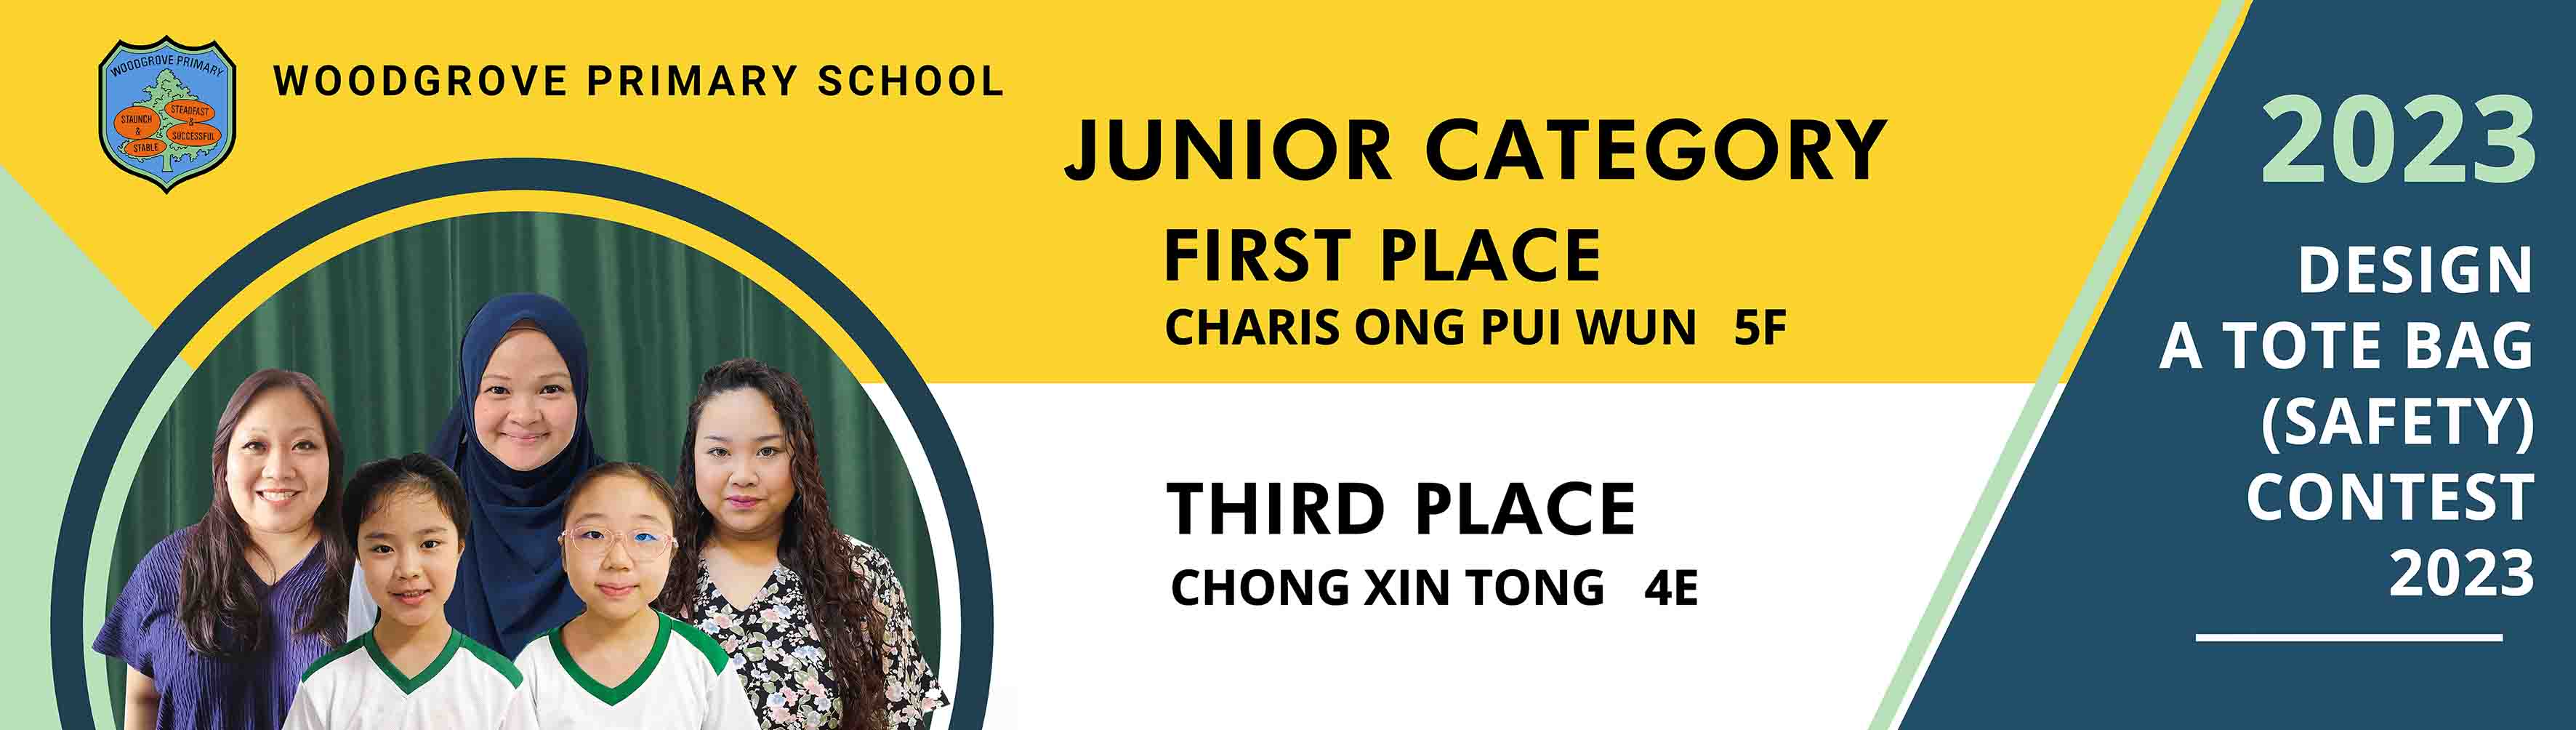 WOODGROVE PRIMARY
STEADFAST
&
SUCCESSFUL
STAUNCH
&
STABLE
WOODGROVE PRIMARY SCHOOL
JUNIOR CATEGORY
FIRST PLACE
CHARIS ONG PUI WUN 5F
THIRD PLACE
CHONG XIN TONG 4E
2023
DESIGN
A TOTE BAG
(SAFETY)
CONTEST
2023